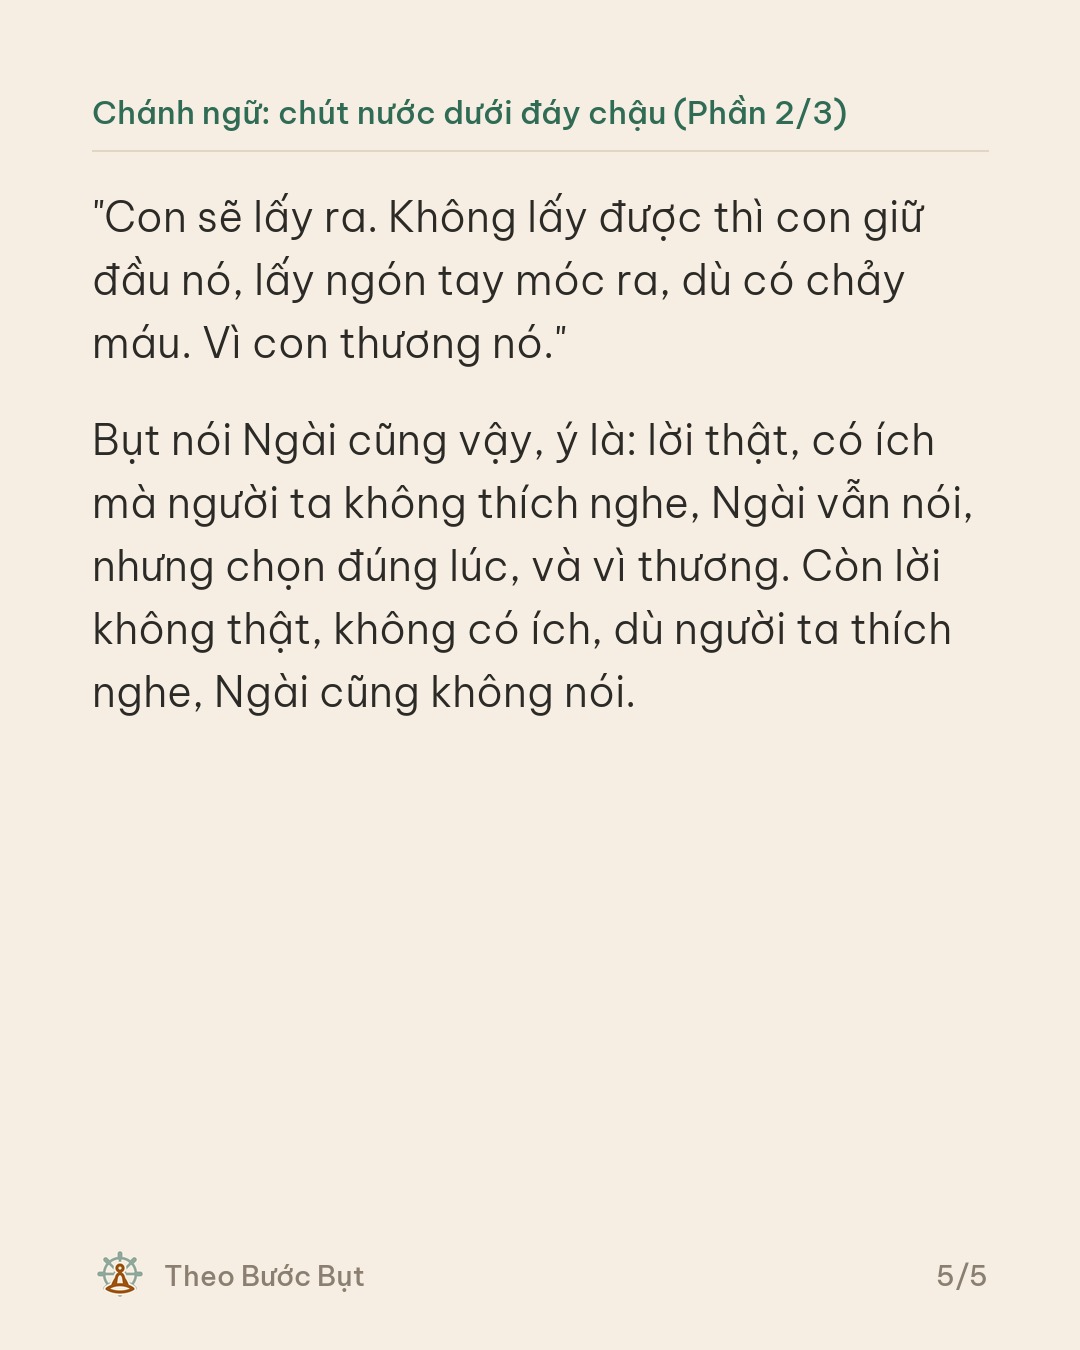 Chánh ngữ: chút nước dưới đáy chậu (Phần 2/3)
"Con sẽ lấy ra. Không lấy được thì con giữ
đầu nó, lấy ngón tay móc ra, dù có chảy
máu. Vì con thương nó."
Bụt nói Ngài cũng vậy, ý là: lời thật, có ích
mà người ta không thích nghe, Ngài vẫn nói,
nhưng chọn đúng lúc, và vì thương. Còn lời
không thật, không có ích, dù người ta thích
nghe, Ngài cũng không nói.
Theo Bước Bụt
5/5